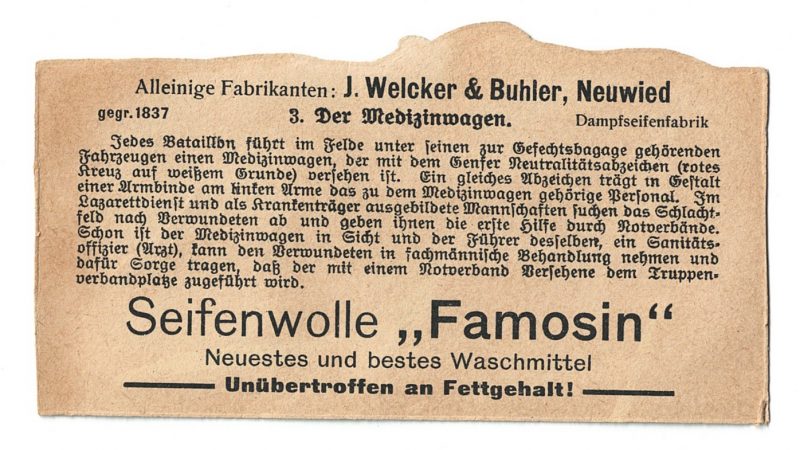 Alleinige Fabrikanten: J. Welcker & Buhler, Neuwied
gegr. 1837 3. Der Medizinwagen. Dampfseifenfabrik
Jedes Bataillon führt im Felde unter seinen zur Gefechtsbagage gehörenden
Fahrzeugen einen Medizinwagen, der mit dem Genfer Neutralitätsabzeichen (rotes
Kreuz auf weißem Grunde) versehen ist. Ein gleiches Abzeichen trägt in Gestalt
einer Armbinde am linken Arme das zu dem Medizinwagen gehörige Personal. Im
Lazarettdienst und als Krankenträger ausgebildete Mannschaften suchen das Schlacht-
feld nach Verwundeten ab und geben ihnen die erste Hilfe durch Notverbände.
Schon ist der Medizinwagen in Sicht und der Führer desselben, ein Sanitäts-
offizier (Arzt), kann den Verwundeten in fachmännische Behandlung nehmen und
dafür Sorge tragen, daß der mit einem Notverband Versehene dem Truppen-
verbandplatze zugeführt wird.
Seifenwolle „Famosin“
Neuestes und bestes Waschmittel
Unübertroffen an Fettgehalt!